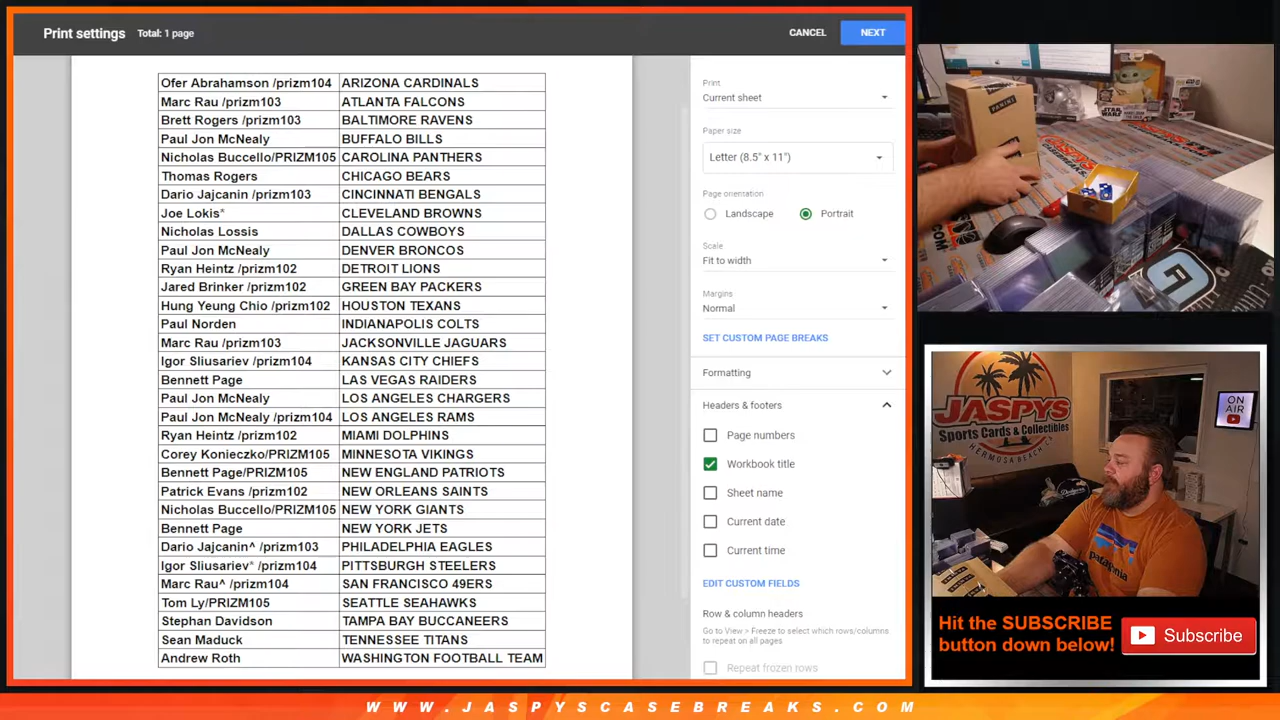 Print settings Total: 1 page CANCEL NEXT
Ofer Abrahamson /prizm104 ARIZONA CARDINALS
Marc Rau /prizm103 ATLANTA FALCONS
Brett Rogers /prizm103 BALTIMORE RAVENS
Paul Jon McNealy BUFFALO BILLS
Nicholas Buccello/PRIZM105 CAROLINA PANTHERS
Thomas Rogers CHICAGO BEARS
Dario Jajcanin /prizm103 CINCINNATI BENGALS
Joe Lokis* CLEVELAND BROWNS
Nicholas Lossis DALLAS COWBOYS
Paul Jon McNealy DENVER BRONCOS
Ryan Heintz /prizm102 DETROIT LIONS
Jared Brinker /prizm102 GREEN BAY PACKERS
Hung Yeung Chio /prizm102 HOUSTON TEXANS
Paul Norden INDIANAPOLIS COLTS
Marc Rau /prizm103 JACKSONVILLE JAGUARS
Igor Sliusariev /prizm104 KANSAS CITY CHIEFS
Bennett Page LAS VEGAS RAIDERS
Paul Jon McNealy LOS ANGELES CHARGERS
Paul Jon McNealy /prizm104 LOS ANGELES RAMS
Ryan Heintz /prizm102 MIAMI DOLPHINS
Corey Konieczko/PRIZM105 MINNESOTA VIKINGS
Bennett Page/PRIZM105 NEW ENGLAND PATRIOTS
Patrick Evans /prizm102 NEW ORLEANS SAINTS
Nicholas Buccello/PRIZM105 NEW YORK GIANTS
Bennett Page NEW YORK JETS
Dario Jajcanin^ /prizm103 PHILADELPHIA EAGLES
Igor Sliusariev* /prizm104 PITTSBURGH STEELERS
Marc Rau^ /prizm104 SAN FRANCISCO 49ERS
Tom Ly/PRIZM105 SEATTLE SEAHAWKS
Stephan Davidson TAMPA BAY BUCCANEERS
Sean Maduck TENNESSEE TITANS
Andrew Roth WASHINGTON FOOTBALL TEAM
Print
Current sheet
Paper size
Letter (8.5" x 11")
Page orientation
Landscape Portrait
Scale
Fit to width
Margins
Normal
SET CUSTOM PAGE BREAKS
Formatting
Headers & footers
Page numbers
Workbook title
Sheet name
Current date
Current time
EDIT CUSTOM FIELDS
Row & column headers
Go to View > Freeze to select which rows/columns
to repeat on all pages
Repeat frozen rows
PANINI
STAR
WARS
JASPYS
Sports Cards & Collectibles
HERMOSA BEACH
ON
AIR
Dodgers
patagonia
Hit the SUBSCRIBE
button down below!
Subscribe
WWW.JASPYSCASEBREAKS.COM